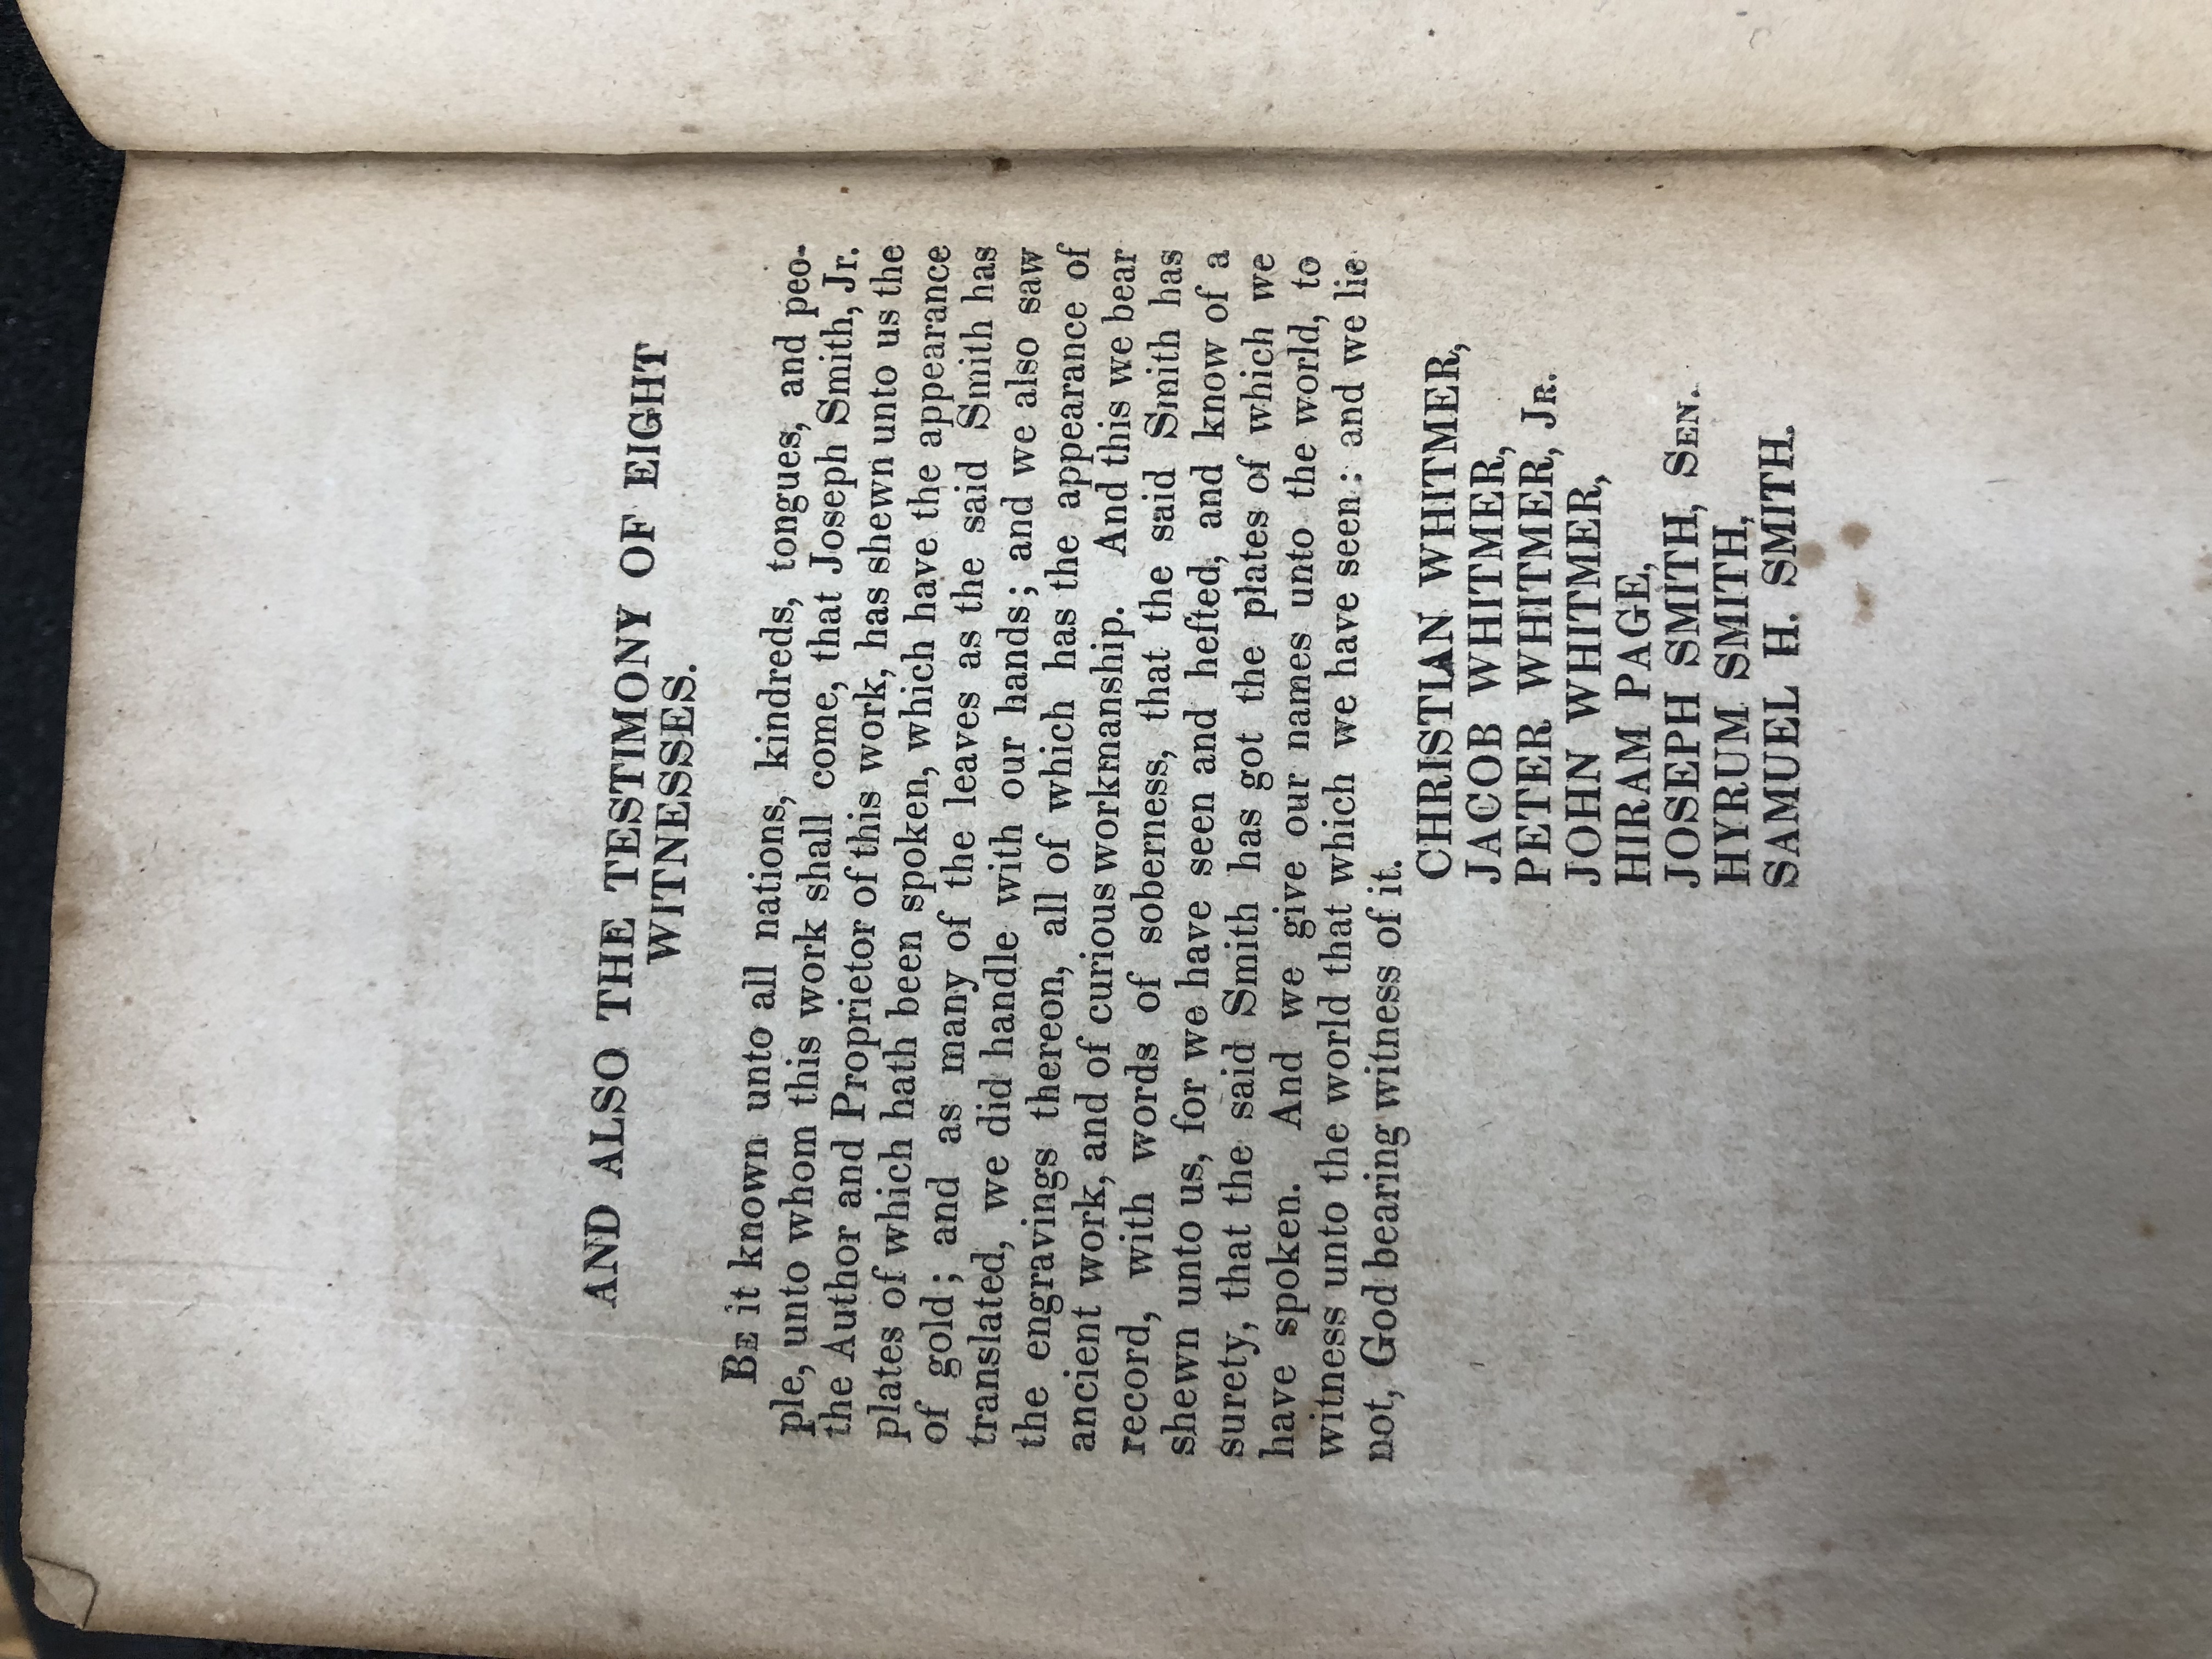 AND ALSO THE TESTIMONY OF EIGHT
WITNESSES.
BE it known unto all nations, kindreds, tongues, and peo-
ple, unto whom this work shall come, that Joseph Smith, Jr.
the Author and Proprietor of this work, has shewn unto us the
plates of which hath been spoken, which have the appearance
of gold; and as many of the leaves as the said Smith has
translated, we did handle with our hands; and we also saw
the engravings thereon, all of which has the appearance of
ancient work, and of curious workmanship. And this we bear
record, with words of soberness, that the said Smith has
shewn unto us, for we have seen and hefted, and know of a
surety, that the said Smith has got the plates of which we
have spoken. And we give our names unto the world, to
witness unto the world that which we have seen: and we lie
not, God bearing witness of it.
CHRISTIAN WHITMER,
JACOB WHITMER,
PETER WHITMER, JR.
JOHN WHITMER,
HIRAM PAGE,
JOSEPH SMITH, SEN.
HYRUM SMITH,
SAMUEL H. SMITH.